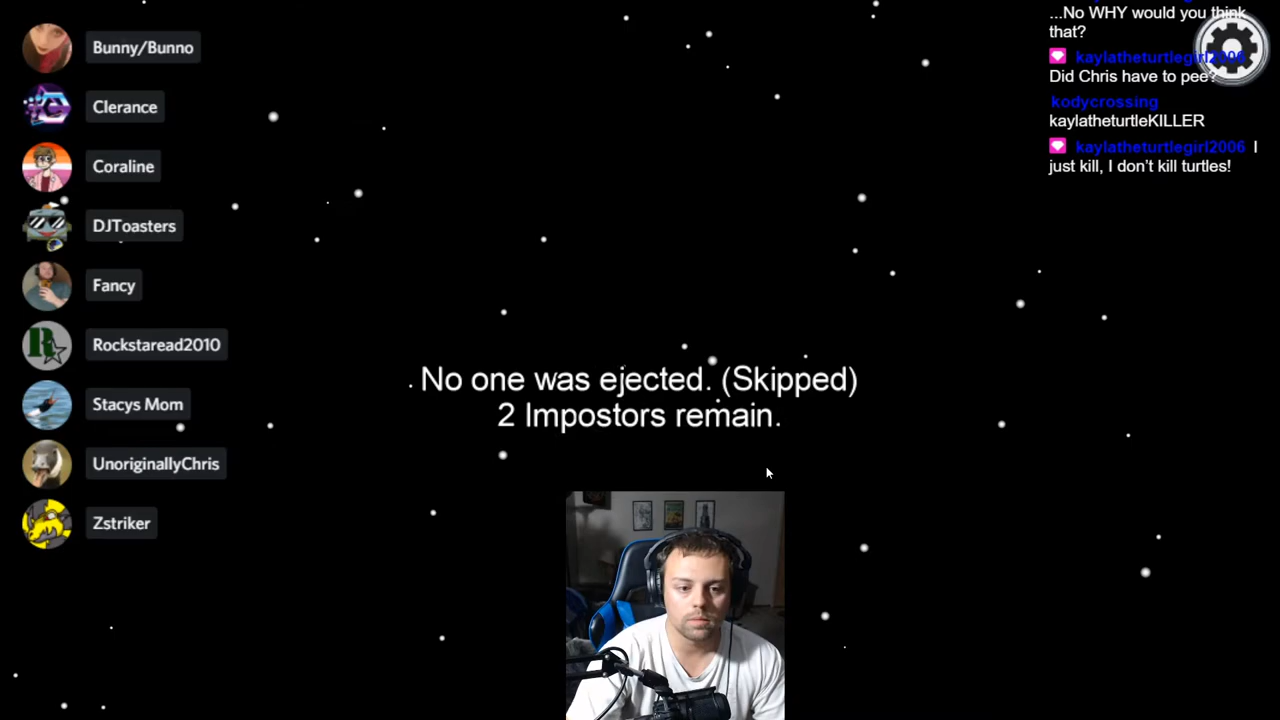 Bunny/Bunno
Clerance
Coraline
DJToasters
Fancy
Rockstaread2010
Stacys Mom
UnoriginallyChris
Zstriker
No one was ejected. (Skipped)
2 Impostors remain.
...No WHY would you think
that?
kaylatheturtlegirl2006
Did Chris have to pee?
kodycrossing
kaylatheturtleKILLER
kaylatheturtlegirl2006 I
just kill, I don't kill turtles!